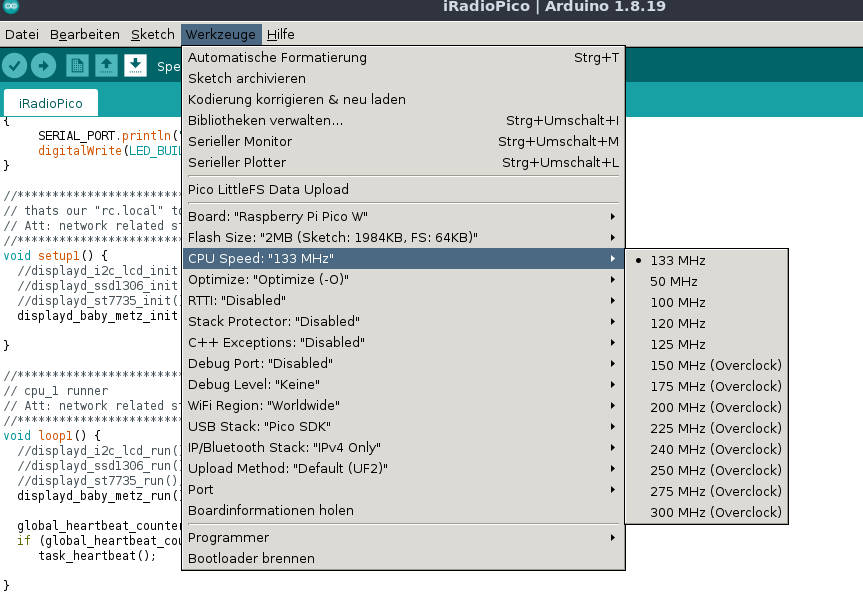 iRadioPico | Arduino 1.8.19
Datei Bearbeiten Sketch Werkzeuge Hilfe
Spe
iRadioPico
{
SERIAL_PORT.println("
digitalWrite(LED_BUIL
}
//************************
// thats our "rc.local" to
// Att: network related st
//************************
void setup1() {
//displayd_i2c_lcd_init
//displayd_ssd1306_init
//displayd_st7735_init(
displayd_baby_metz_init
}
//************************
// cpu_1 runner
// Att: network related st
//************************
void loop1() {
//displayd_i2c_lcd_run(
//displayd_ssd1306_run(
//displayd_st7735_run()
displayd_baby_metz_run(
global_heartbeat_counter
if (global_heartbeat_cou
task_heartbeat();
}
Automatische Formatierung Strg+T
Sketch archivieren
Kodierung korrigieren & neu laden
Bibliotheken verwalten... Strg+Umschalt+I
Serieller Monitor Strg+Umschalt+M
Serieller Plotter Strg+Umschalt+L
Pico LittleFS Data Upload
Board: "Raspberry Pi Pico W"
Flash Size: "2MB (Sketch: 1984KB, FS: 64KB)"
CPU Speed: "133 MHz"
Optimize: "Optimize (-O)"
RTTI: "Disabled"
Stack Protector: "Disabled"
C++ Exceptions: "Disabled"
Debug Port: "Disabled"
Debug Level: "Keine"
WiFi Region: "Worldwide"
USB Stack: "Pico SDK"
IP/Bluetooth Stack: "IPv4 Only"
Upload Method: "Default (UF2)"
Port
Boardinformationen holen
Programmer
Bootloader brennen
133 MHz
50 MHz
100 MHz
120 MHz
125 MHz
150 MHz (Overclock)
175 MHz (Overclock)
200 MHz (Overclock)
225 MHz (Overclock)
240 MHz (Overclock)
250 MHz (Overclock)
275 MHz (Overclock)
300 MHz (Overclock)